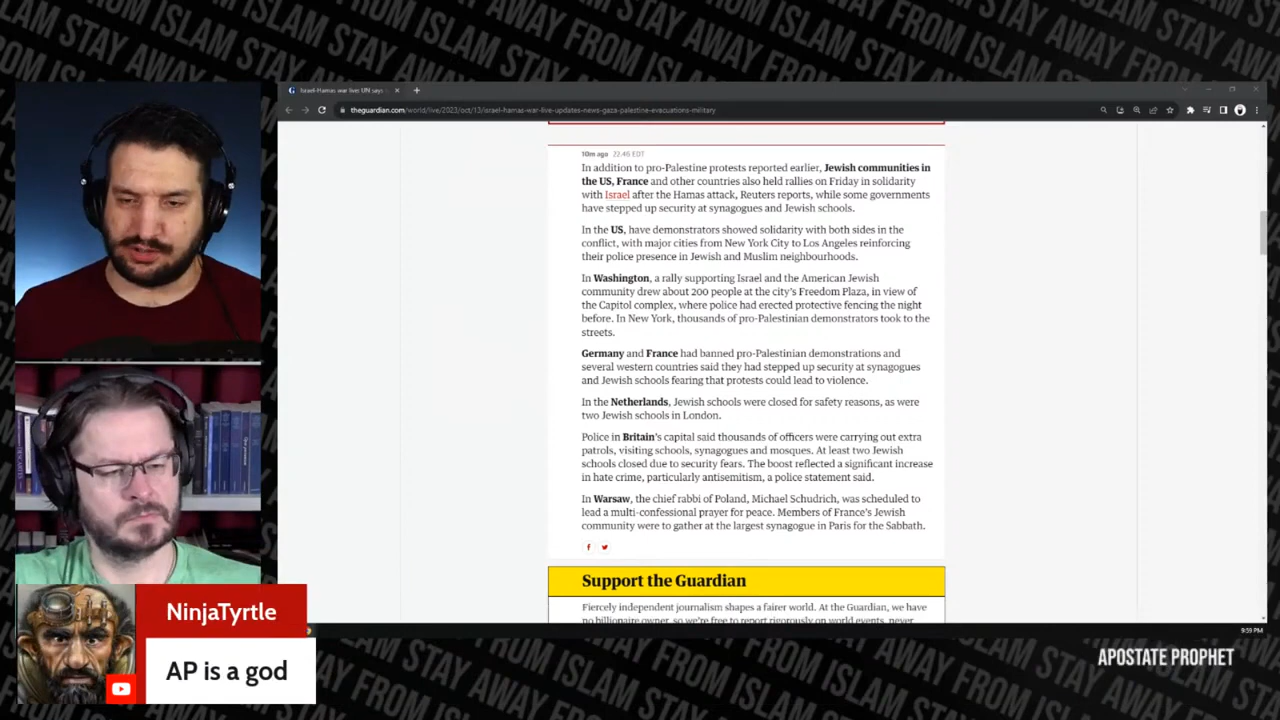 STAY AWAY FROM ISLAM STAY AWAY FROM ISLAM
Israel-Hamas war live: UN says
theguardian.com/world/live/2023/oct/13/israel-hamas-war-live-updates-news-gaza-palestine-evacuations-military
10m ago 22.46 EDT
In addition to pro-Palestine protests reported earlier, Jewish communities in
the US, France and other countries also held rallies on Friday in solidarity
with Israel after the Hamas attack, Reuters reports, while some governments
have stepped up security at synagogues and Jewish schools.
In the US, have demonstrators showed solidarity with both sides in the
conflict, with major cities from New York City to Los Angeles reinforcing
their police presence in Jewish and Muslim neighbourhoods.
In Washington, a rally supporting Israel and the American Jewish
community drew about 200 people at the city's Freedom Plaza, in view of
the Capitol complex, where police had erected protective fencing the night
before. In New York, thousands of pro-Palestinian demonstrators took to the
streets.
Germany and France had banned pro-Palestinian demonstrations and
several western countries said they had stepped up security at synagogues
and Jewish schools fearing that protests could lead to violence.
In the Netherlands, Jewish schools were closed for safety reasons, as were
two Jewish schools in London.
Police in Britain's capital said thousands of officers were carrying out extra
patrols, visiting schools, synagogues and mosques. At least two Jewish
schools closed due to security fears. The boost reflected a significant increase
in hate crime, particularly antisemitism, a police statement said.
In Warsaw, the chief rabbi of Poland, Michael Schudrich, was scheduled to
lead a multi-confessional prayer for peace. Members of France's Jewish
community were to gather at the largest synagogue in Paris for the Sabbath.
Support the Guardian
Fiercely independent journalism shapes a fairer world. At the Guardian, we have
no billionaire owner, so we're free to report rigorously on world events, never
9:59 PM
NinjaTyrtle
AP is a god
APOSTATE PROPHET